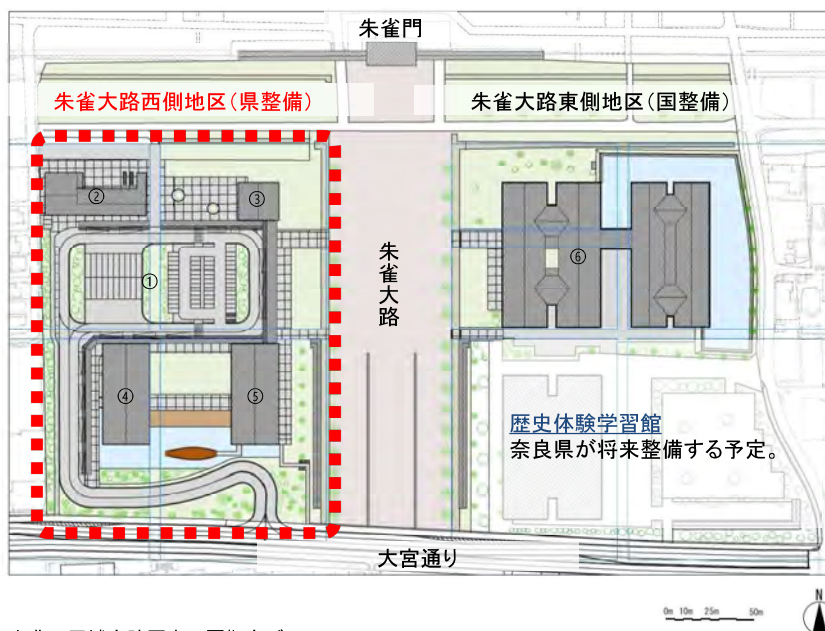 朱雀門
朱雀大路西側地区(県整備)
朱雀大路東側地区(国整備)
②
③
①
朱雀大路
⑥
④
⑤
歴史体験学習館
奈良県が将来整備する予定。
大宮通り
0m 10m 25m 50m
N